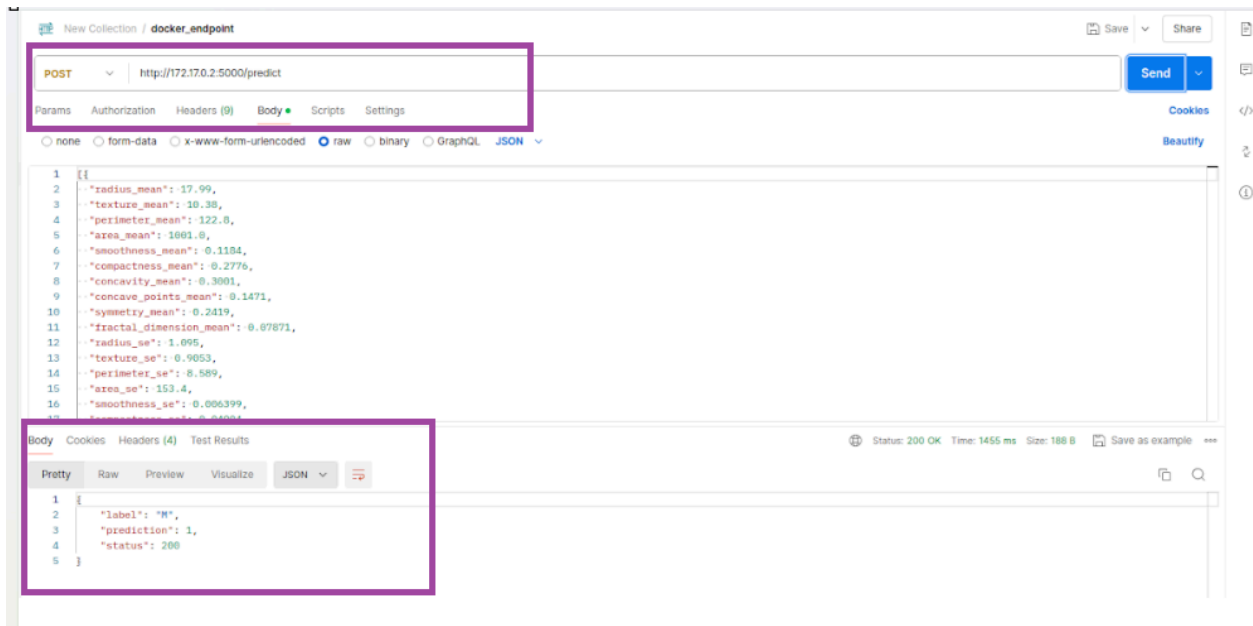 New Collection / docker_endpoint
Save
Share
POST
http://172.17.0.2:5000/predict
Send
Params Authorization Headers (9) Body Scripts Settings
Cookies
none form-data x-www-form-urlencoded raw binary GraphQL JSON
Beautify
1 [{
2 "radius_mean": 17.99,
3 "texture_mean": 10.38,
4 "perimeter_mean": 122.8,
5 "area_mean": 1001.0,
6 "smoothness_mean": 0.1184,
7 "compactness_mean": 0.2776,
8 "concavity_mean": 0.3001,
9 "concave_points_mean": 0.1471,
10 "symmetry_mean": 0.2419,
11 "fractal_dimension_mean": 0.07871,
12 "radius_se": 1.095,
13 "texture_se": 0.9053,
14 "perimeter_se": 8.589,
15 "area_se": 153.4,
16 "smoothness_se": 0.006399,
Body Cookies Headers (4) Test Results
Status: 200 OK Time: 1455 ms Size: 188 B
Save as example
Pretty Raw Preview Visualize JSON
1 {
2 "label": "M",
3 "prediction": 1,
4 "status": 200
5 }